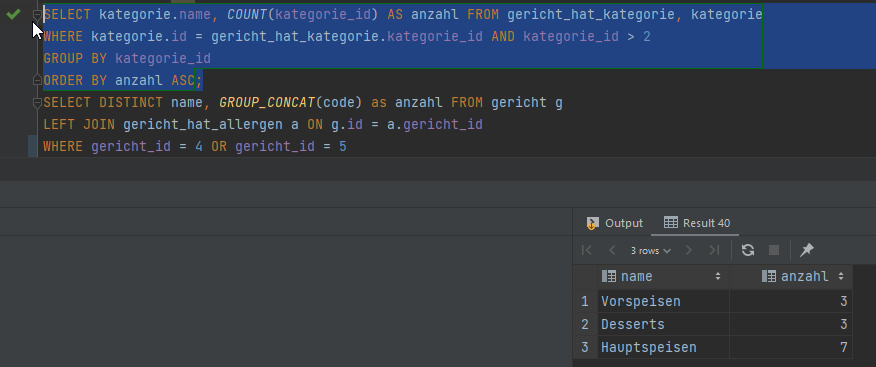 SELECT kategorie.name, COUNT(kategorie_id) AS anzahl FROM gericht_hat_kategorie, kategorie
WHERE kategorie.id = gericht_hat_kategorie.kategorie_id AND kategorie_id > 2
GROUP BY kategorie_id
ORDER BY anzahl ASC;
SELECT DISTINCT name, GROUP_CONCAT(code) as anzahl FROM gericht g
LEFT JOIN gericht_hat_allergen a ON g.id = a.gericht_id
WHERE gericht_id = 4 OR gericht_id = 5
Output Result 40
3 rows
name anzahl
1 Vorspeisen 3
2 Desserts 3
3 Hauptspeisen 7